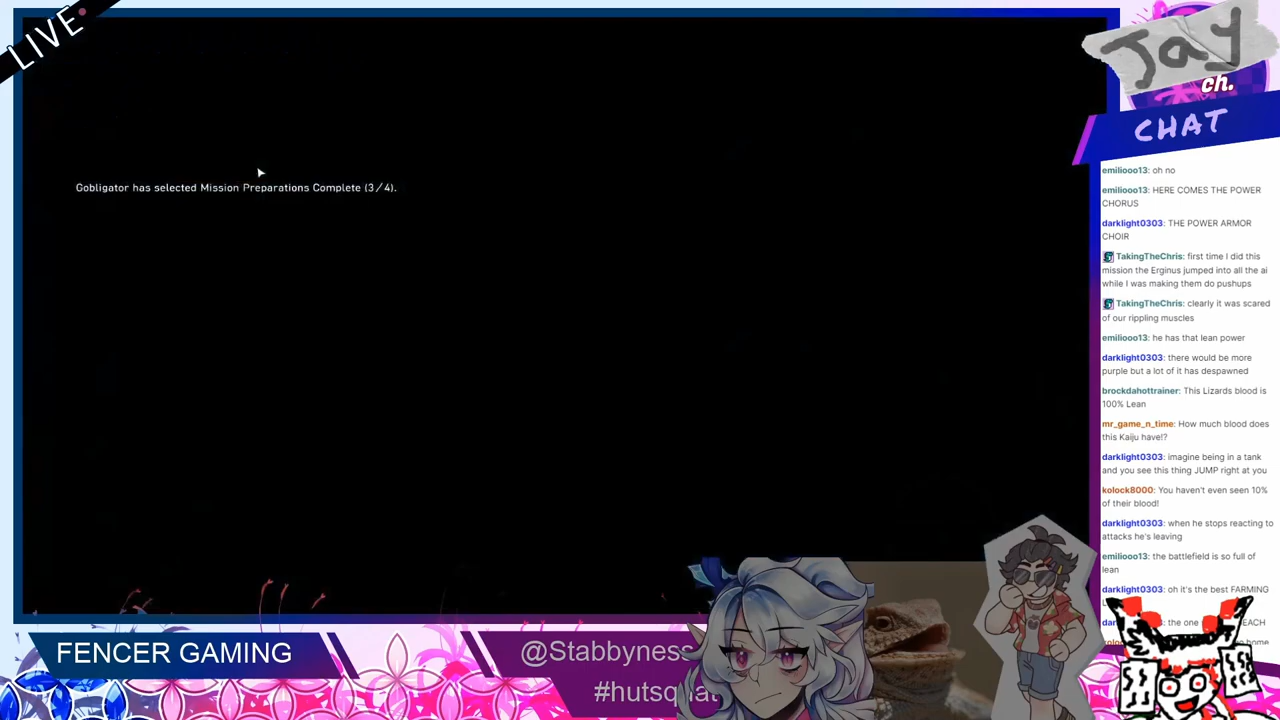 LIVE
Jay
ch.
CHAT
Gobligator has selected Mission Preparations Complete (3/4).
emiliooo13: oh no
emiliooo13: HERE COMES THE POWER
CHORUS
darklight0303: THE POWER ARMOR
CHOIR
TakingTheChris: first time I did this
mission the Erginus jumped into all the ai
while I was making them do pushups
TakingTheChris: clearly it was scared
of our rippling muscles
emiliooo13: he has that lean power
darklight0303: there would be more
purple but a lot of it has despawned
brockdahottrainer: This Lizards blood is
100% Lean
mr_game_n_time: How much blood does
this Kaiju have!?
darklight0303: imagine being in a tank
and you see this thing JUMP right at you
kolock8000: You haven't even seen 10%
of their blood!
darklight0303: when he stops reacting to
attacks he's leaving
emiliooo13: the battlefield is so full of
lean
darklight0303: oh it's the best FARMING
the one
home
FENCER GAMING
@Stabbyness
#hutsquat